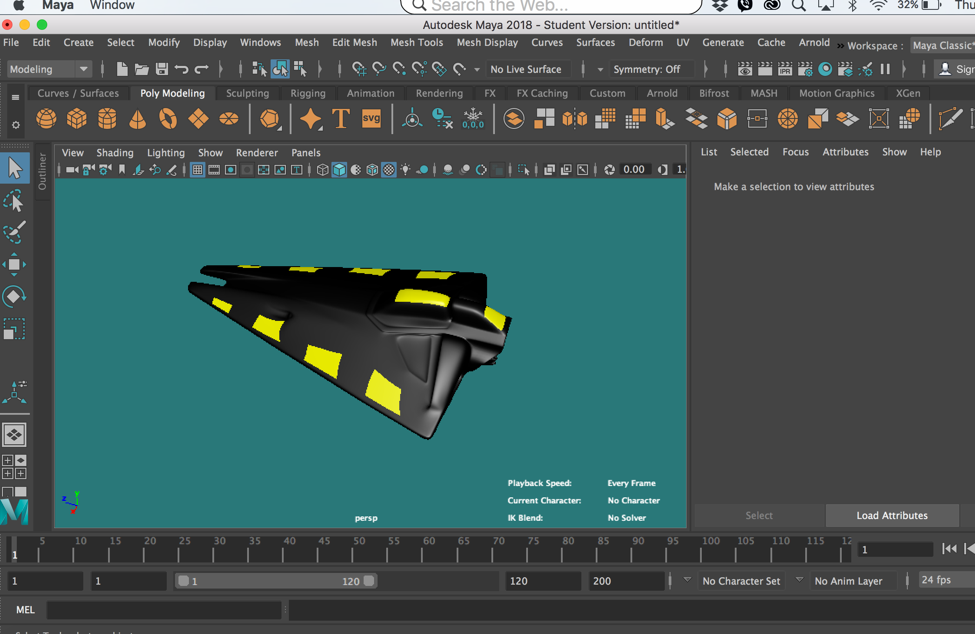 Maya Window
Search the Web...
32%
Thu
Autodesk Maya 2018 - Student Version: untitled*
File Edit Create Select Modify Display Windows Mesh Edit Mesh Mesh Tools Mesh Display Curves Surfaces Deform UV Generate Cache Arnold » Workspace : Maya Classic*
Modeling No Live Surface Symmetry: Off Sign
Curves / Surfaces Poly Modeling Sculpting Rigging Animation Rendering FX FX Caching Custom Arnold Bifrost MASH Motion Graphics XGen
T svg 0,0,0
View Shading Lighting Show Renderer Panels
List Selected Focus Attributes Show Help
0.00 1.
Outliner
Make a selection to view attributes
Playback Speed: Every Frame
Current Character: No Character
IK Blend: No Solver
z y x
persp
Select Load Attributes
1 5 10 15 20 25 30 35 40 45 50 55 60 65 70 75 80 85 90 95 100 105 110 115 12
1
1 1 1 120 120 200 No Character Set No Anim Layer 24 fps
MEL